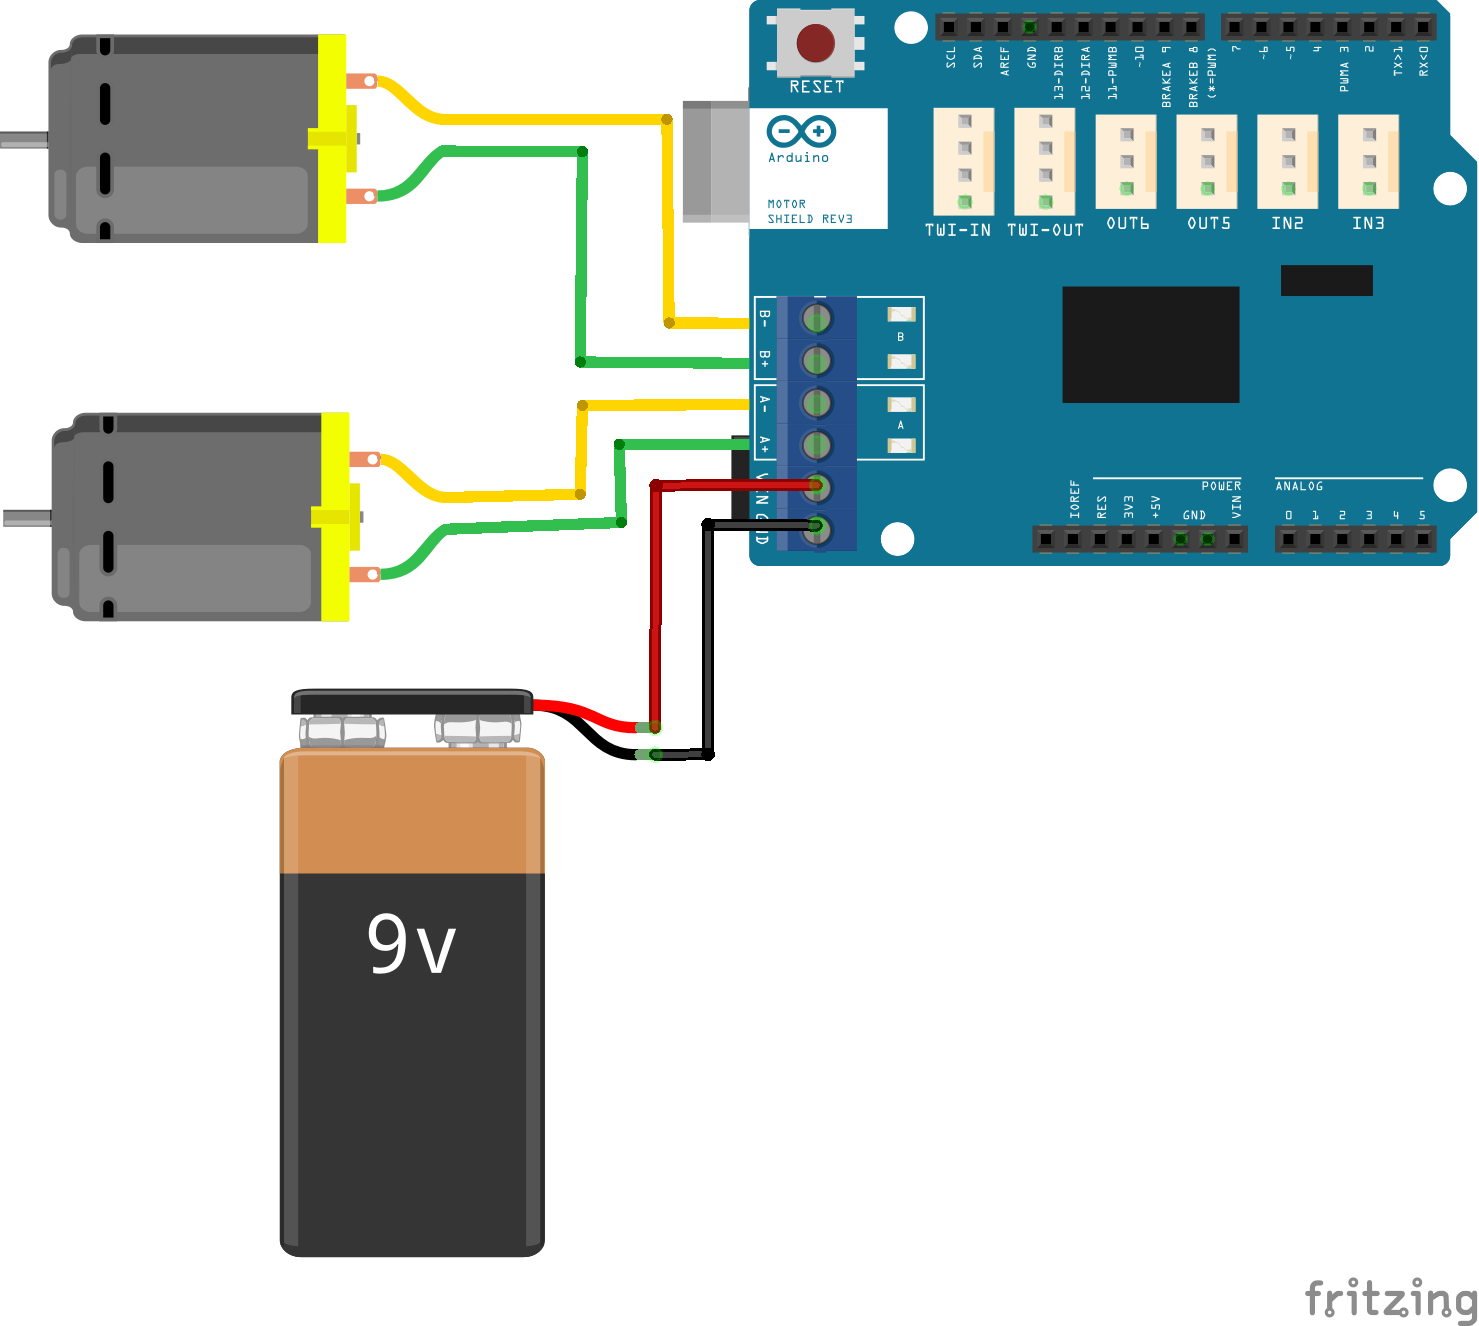 RESET
Arduino
MOTOR
SHIELD REV3
SCL
SDA
AREF
GND
13-DIRB
12-DIRA
11-PWMB
~10
BRAKEA 9
BRAKEB 8
(*=PWM)
7
~6
~5
4
PWMA 3
2
TX>1
RX<0
TWI-IN
TWI-OUT
OUT6
OUT5
IN2
IN3
B-
B+
A-
A+
VIN
GND
B
A
POWER
ANALOG
IOREF
RES
3V3
+5V
GND
VIN
0
1
2
3
4
5
9v
fritzing